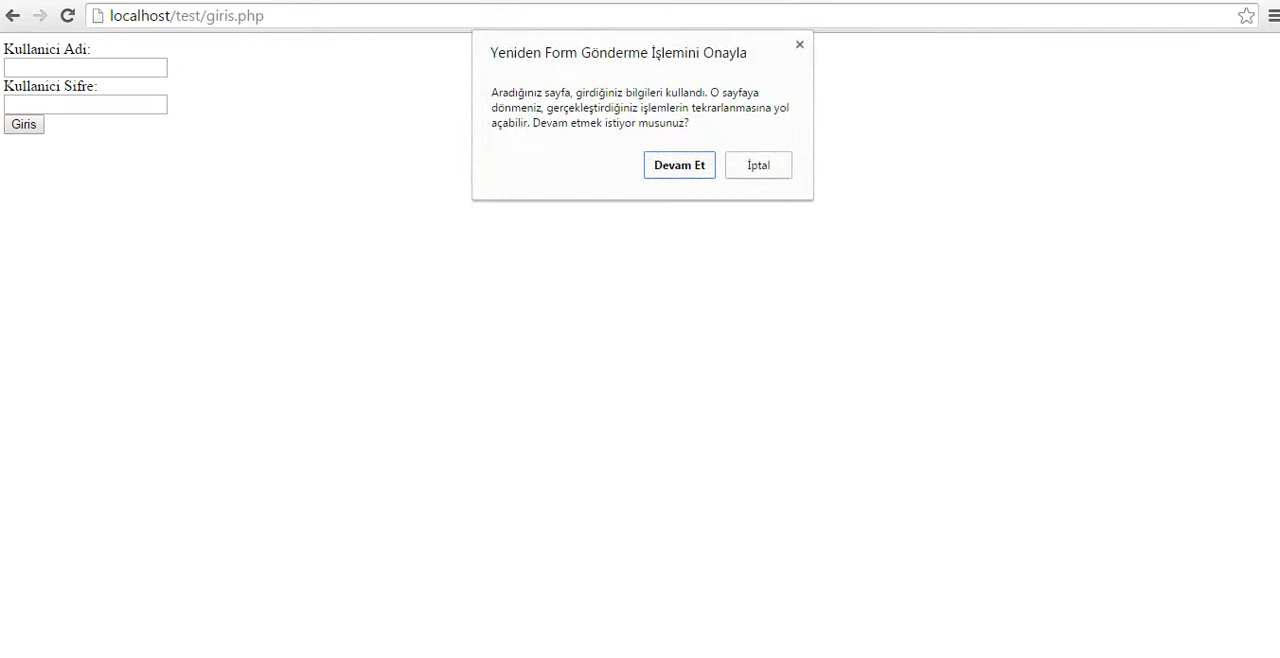 localhost/test/giris.php
Kullanici Adi:
Kullanici Sifre:
Giris
Yeniden Form Gönderme İşlemini Onayla
Aradığınız sayfa, girdiğiniz bilgileri kullandı. O sayfaya
dönmeniz, gerçekleştirdiğiniz işlemlerin tekrarlanmasına yol
açabilir. Devam etmek istiyor musunuz?
Devam Et İptal